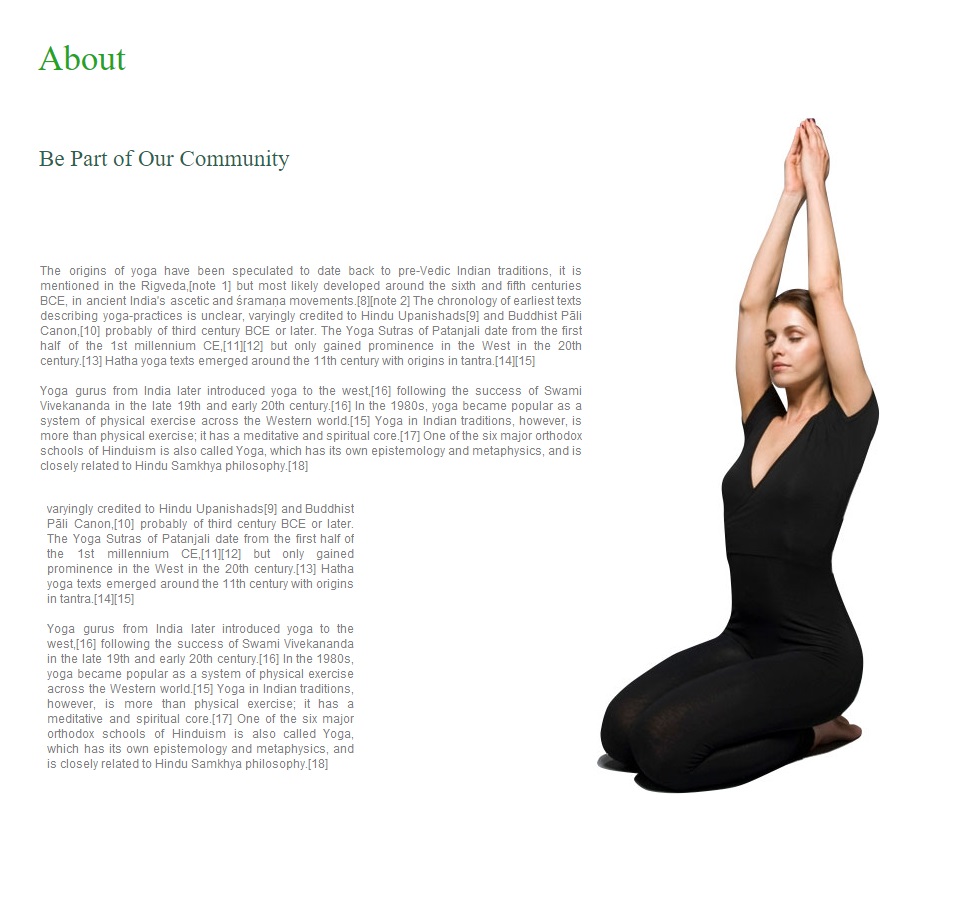 About
Be Part of Our Community
The origins of yoga have been speculated to date back to pre-Vedic Indian traditions, it is
mentioned in the Rigveda,[note 1] but most likely developed around the sixth and fifth centuries
BCE, in ancient India's ascetic and śramaṇa movements.[8][note 2] The chronology of earliest texts
describing yoga-practices is unclear, varyingly credited to Hindu Upanishads[9] and Buddhist Pāli
Canon,[10] probably of third century BCE or later. The Yoga Sutras of Patanjali date from the first
half of the 1st millennium CE,[11][12] but only gained prominence in the West in the 20th
century.[13] Hatha yoga texts emerged around the 11th century with origins in tantra.[14][15]
Yoga gurus from India later introduced yoga to the west,[16] following the success of Swami
Vivekananda in the late 19th and early 20th century.[16] In the 1980s, yoga became popular as a
system of physical exercise across the Western world.[15] Yoga in Indian traditions, however, is
more than physical exercise; it has a meditative and spiritual core.[17] One of the six major orthodox
schools of Hinduism is also called Yoga, which has its own epistemology and metaphysics, and is
closely related to Hindu Samkhya philosophy.[18]
varyingly credited to Hindu Upanishads[9] and Buddhist
Pāli Canon,[10] probably of third century BCE or later.
The Yoga Sutras of Patanjali date from the first half of
the 1st millennium CE,[11][12] but only gained
prominence in the West in the 20th century.[13] Hatha
yoga texts emerged around the 11th century with origins
in tantra.[14][15]
Yoga gurus from India later introduced yoga to the
west,[16] following the success of Swami Vivekananda
in the late 19th and early 20th century.[16] In the 1980s,
yoga became popular as a system of physical exercise
across the Western world.[15] Yoga in Indian traditions,
however, is more than physical exercise; it has a
meditative and spiritual core.[17] One of the six major
orthodox schools of Hinduism is also called Yoga,
which has its own epistemology and metaphysics, and
is closely related to Hindu Samkhya philosophy.[18]